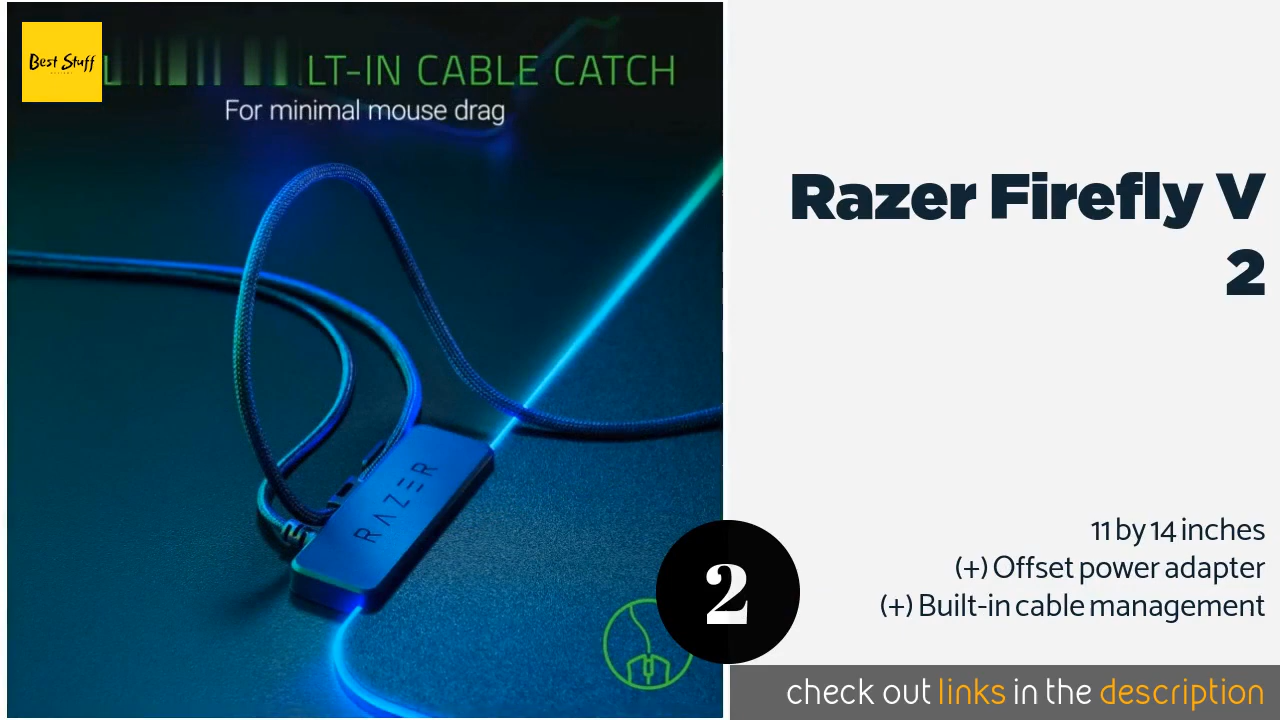 Best Stuff
LT-IN CABLE CATCH
For minimal mouse drag
RAZER
Razer Firefly V
2
11 by 14 inches
(+) Offset power adapter
(+) Built-in cable management
2
check out links in the description